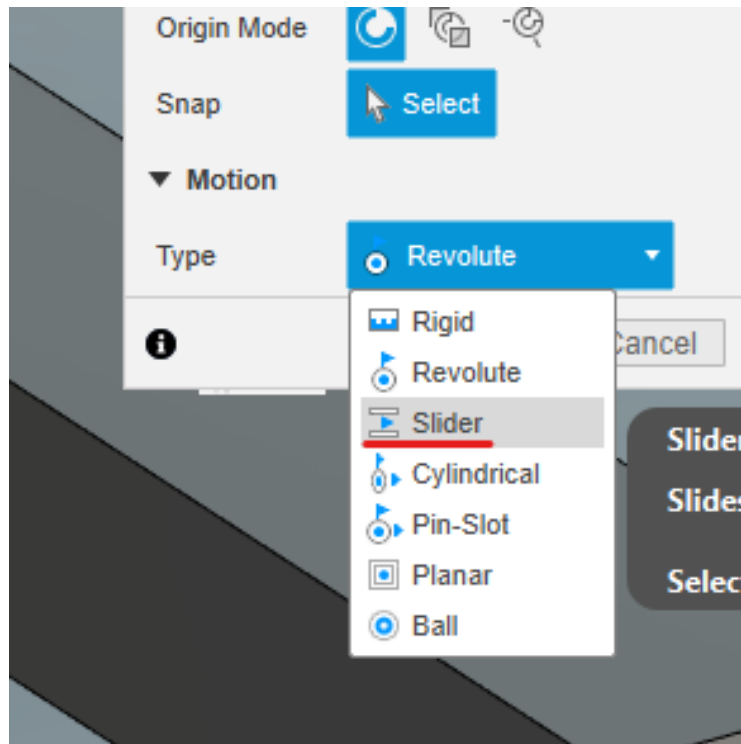 Origin Mode
Snap
Select
Motion
Type
Revolute
Rigid
Revolute
Slider
Cylindrical
Pin-Slot
Planar
Ball
Cancel